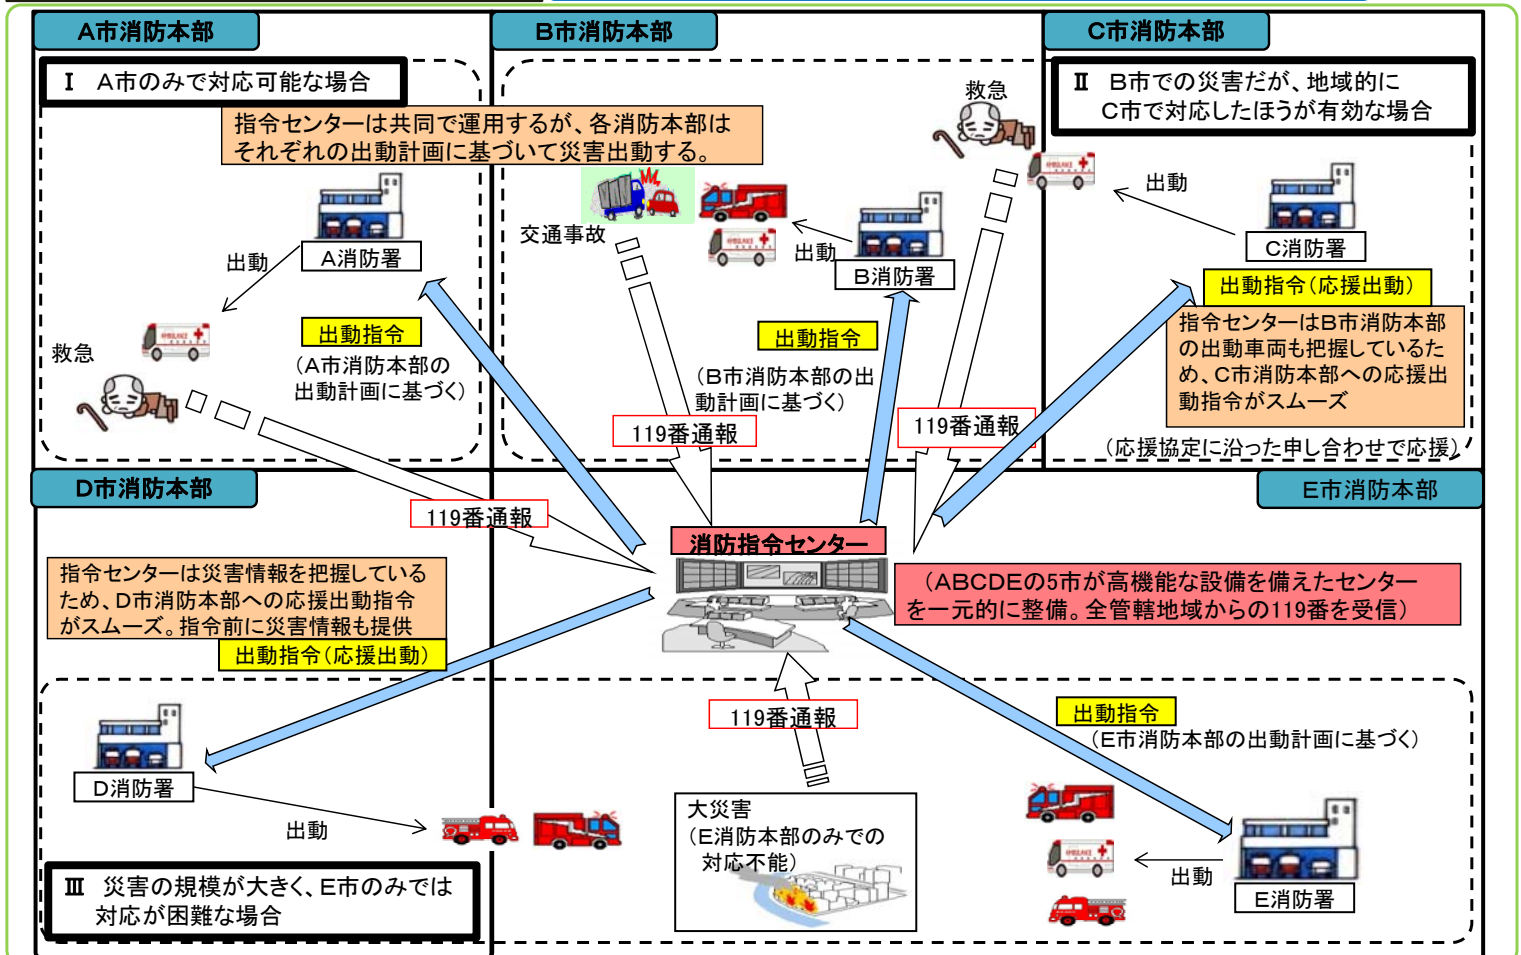 A市消防本部
B市消防本部
C市消防本部
Ⅰ　A市のみで対応可能な場合
指令センターは共同で運用するが、各消防本部は
それぞれの出動計画に基づいて災害出動する。
救急
Ⅱ　B市での災害だが、地域的に
C市で対応したほうが有効な場合
A消防署
出動
救急
出動指令
(A市消防本部の
出動計画に基づく)
119番通報
交通事故
出動
B消防署
出動指令
(B市消防本部の出
動計画に基づく)
119番通報
119番通報
出動
C消防署
出動指令(応援出動)
指令センターはB市消防本部
の出動車両も把握しているた
め、C市消防本部への応援出
動指令がスムーズ
(応援協定に沿った申し合わせで応援)
D市消防本部
E市消防本部
消防指令センター
(ABCDEの5市が高機能な設備を備えたセンター
を一元的に整備。全管轄地域からの119番を受信)
指令センターは災害情報を把握している
ため、D市消防本部への応援出動指令
がスムーズ。指令前に災害情報も提供
出動指令(応援出動)
D消防署
出動
Ⅲ　災害の規模が大きく、E市のみでは
対応が困難な場合
119番通報
大災害
(E消防本部のみでの
対応不能)
出動指令
(E市消防本部の出動計画に基づく)
出動
E消防署